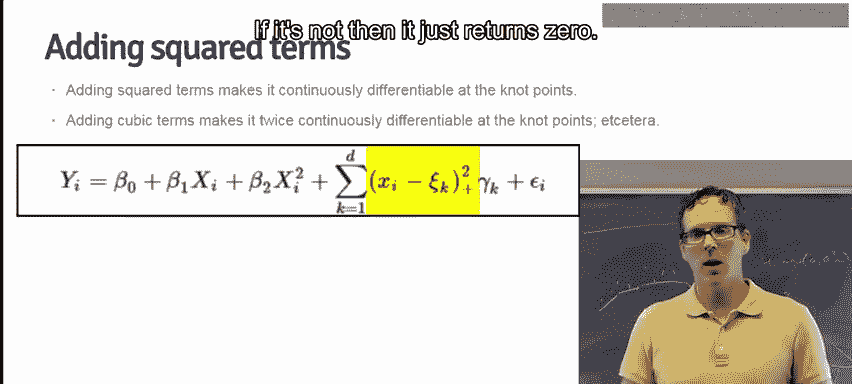 If it's not then it just returns zero.
Adding squared terms
· Adding squared terms makes it continuously differentiable at the knot points.
· Adding cubic terms makes it twice continuously differentiable at the knot points; etcetera.
Y_i = β_0 + β_1 X_i + β_2 X_i^2 + \sum_{k=1}^{d} (x_i − ξ_k)_+^2 γ_k + ϵ_i